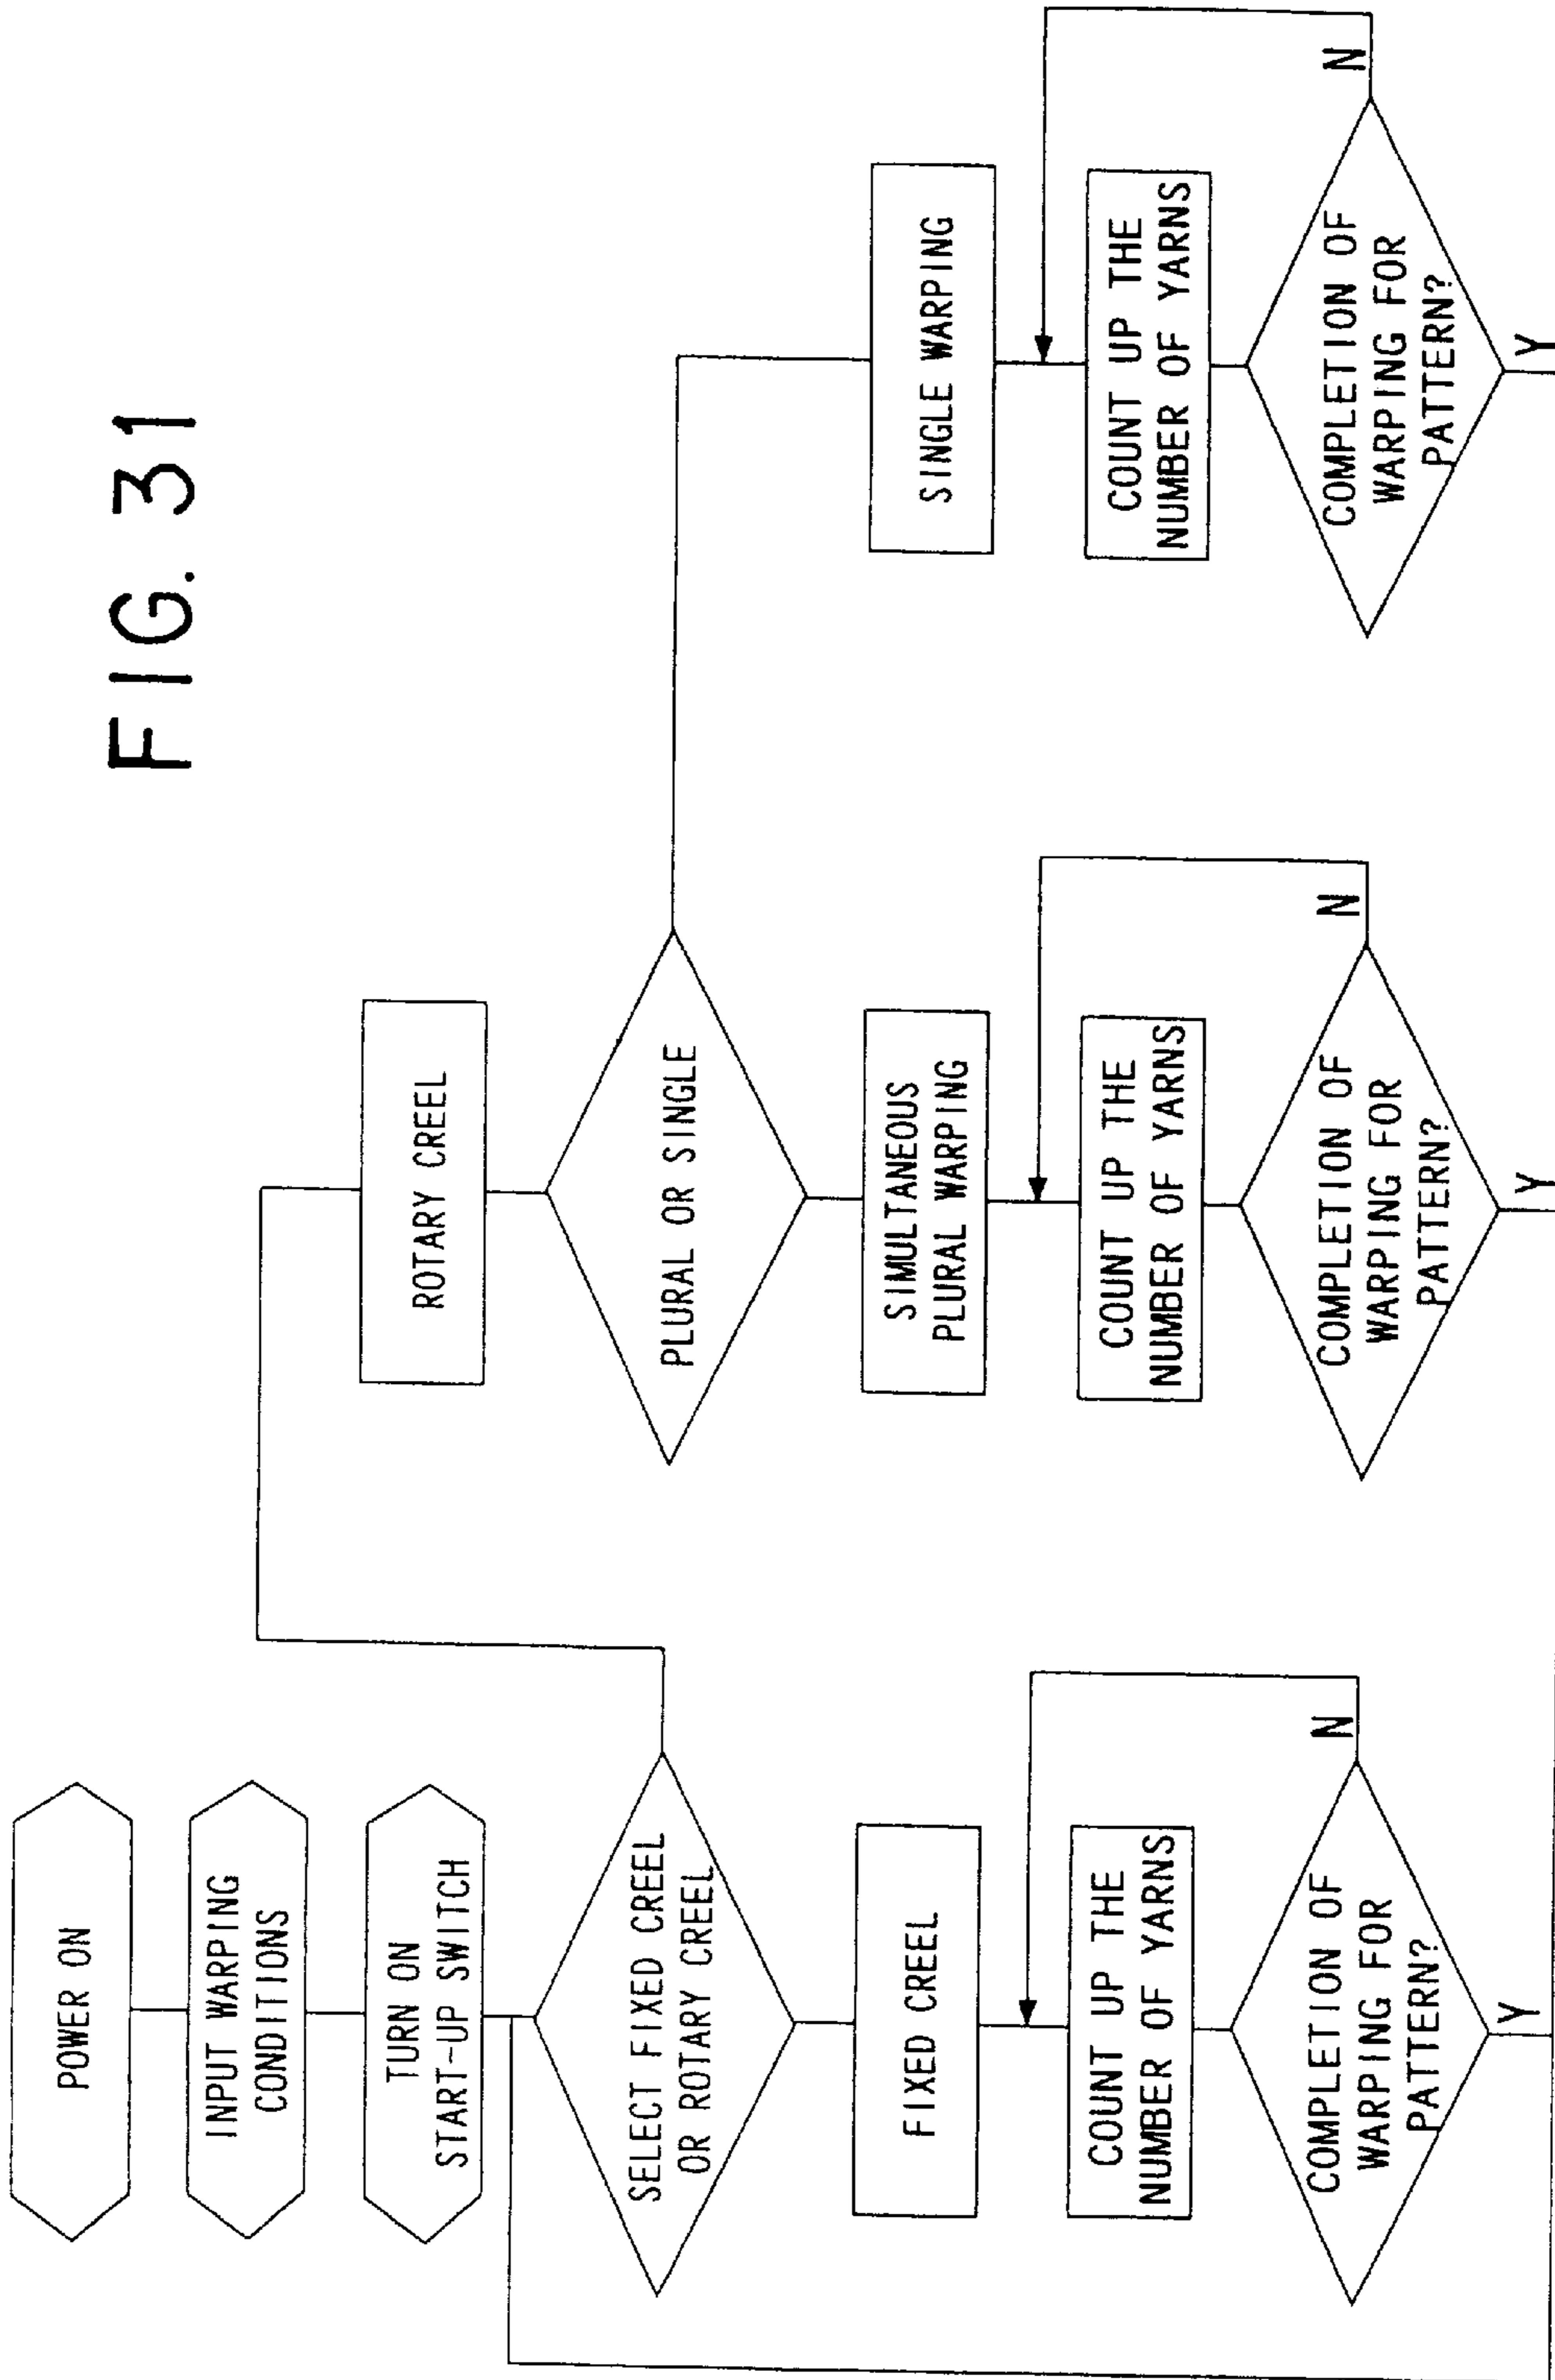 FIG. 31
POWER ON
INPUT WARPING
CONDITIONS
TURN ON
START-UP SWITCH
SELECT FIXED CREEL
OR ROTARY CREEL
FIXED CREEL
COUNT UP THE
NUMBER OF YARNS
COMPLETION OF
WARPING FOR
PATTERN?
N
Y
ROTARY CREEL
PLURAL OR SINGLE
SIMULTANEOUS
PLURAL WARPING
COUNT UP THE
NUMBER OF YARNS
COMPLETION OF
WARPING FOR
PATTERN?
N
Y
SINGLE WARPING
COUNT UP THE
NUMBER OF YARNS
COMPLETION OF
WARPING FOR
PATTERN?
N
Y